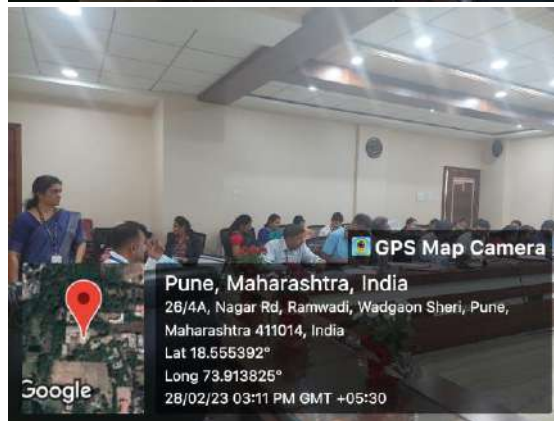 GPS Map Camera
Pune, Maharashtra, India
26/4A, Nagar Rd, Ramwadi, Wadgaon Sheri, Pune,
Maharashtra 411014, India
Lat 18.555392°
Long 73.913825°
28/02/23 03:11 PM GMT +05:30
Google